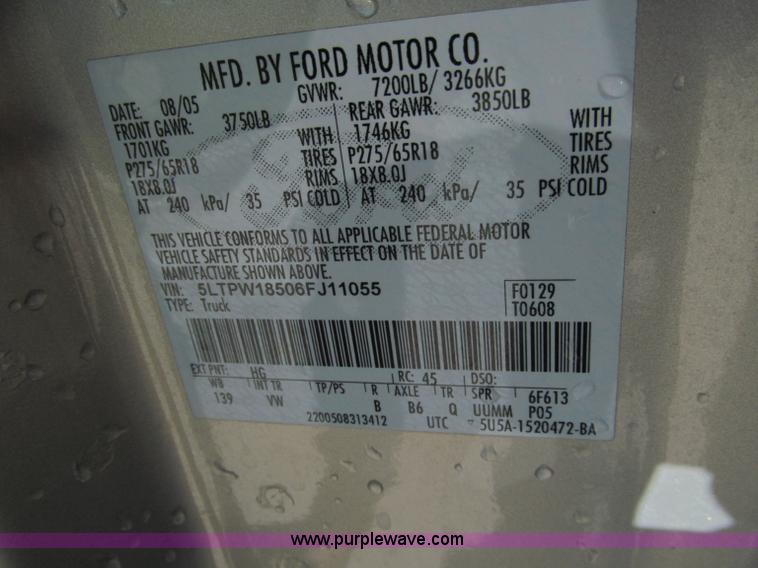 MFD. BY FORD MOTOR CO.
DATE: 08/05 GVWR: 7200LB/ 3266KG
FRONT GAWR: 3750LB REAR GAWR: 3850LB
1701KG WITH 1746KG WITH
P275/65R18 TIRES P275/65R18 TIRES
18X8.0J RIMS 18X8.0J RIMS
AT 240 kPa/ 35 PSI COLD AT 240 kPa/ 35 PSI COLD
Ford
THIS VEHICLE CONFORMS TO ALL APPLICABLE FEDERAL MOTOR
VEHICLE SAFETY STANDARDS IN EFFECT ON THE DATE OF
MANUFACTURE SHOWN ABOVE.
VIN: 5LTPW18506FJ11055 F0129
TYPE: Truck T0608
EXT PNT: HG RC: 45 DSO:
WB INT TR TP/PS R AXLE TR SPR 6F613
139 VW B B6 Q UUMM P05
2200508313412 UTC 5U5A-1520472-BA
www.purplewave.com